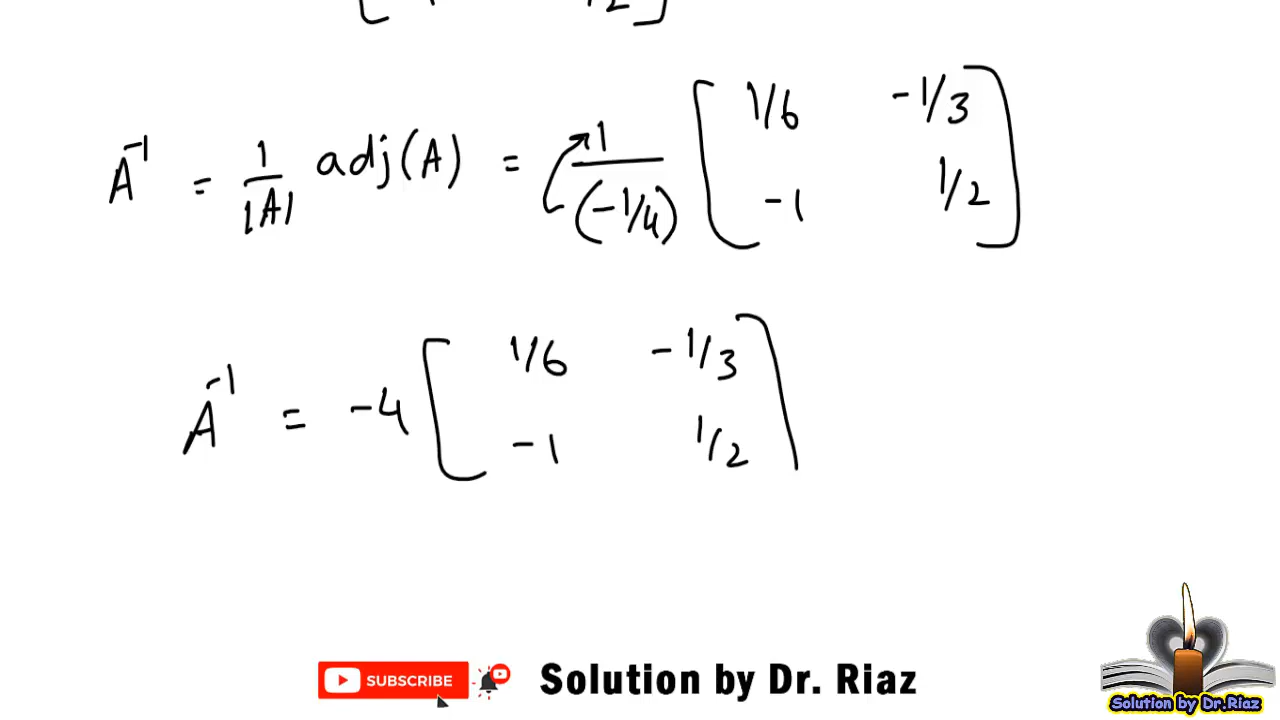 A⁻¹ = 1/|A| adj(A) = 1/(-1/4) [ 1/6 -1/3
-1 1/2 ]
A⁻¹ = -4 [ 1/6 -1/3
-1 1/2
SUBSCRIBE Solution by Dr. Riaz
Solution by Dr.Riaz